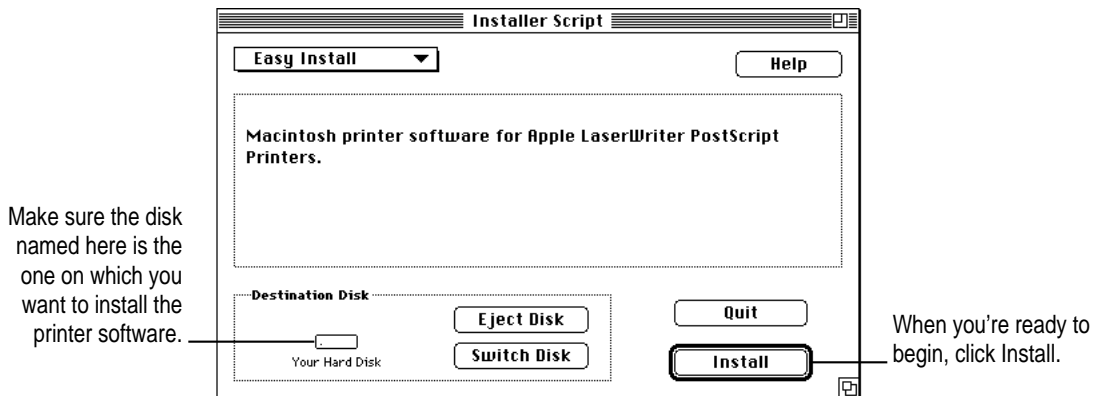 Installer Script
Easy Install
Help
Macintosh printer software for Apple LaserWriter PostScript
Printers.
Make sure the disk
named here is the
one on which you
want to install the
printer software.
Destination Disk
Your Hard Disk
Eject Disk
Switch Disk
Quit
Install
When you’re ready to
begin, click Install.